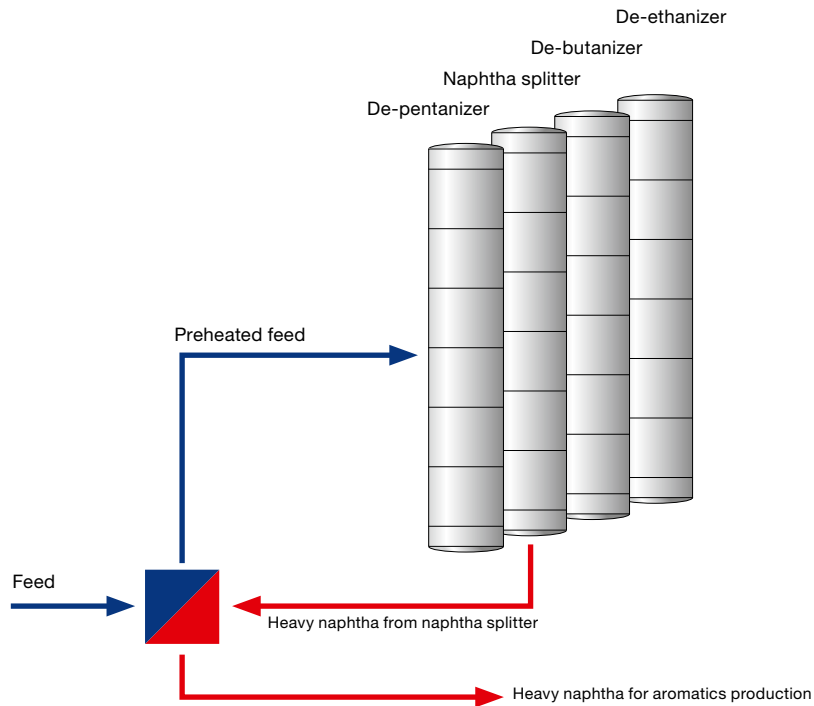 De-ethanizer
De-butanizer
Naphtha splitter
De-pentanizer
Preheated feed
Feed
Heavy naphtha from naphtha splitter
Heavy naphtha for aromatics production